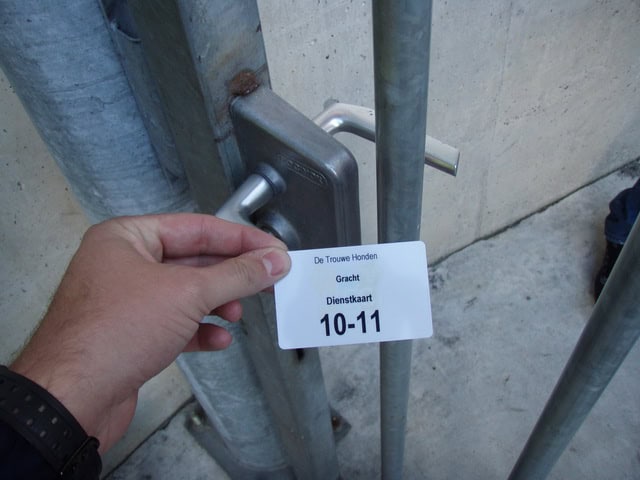 De Trouwe Honden
Gracht
Dienstkaart
10-11